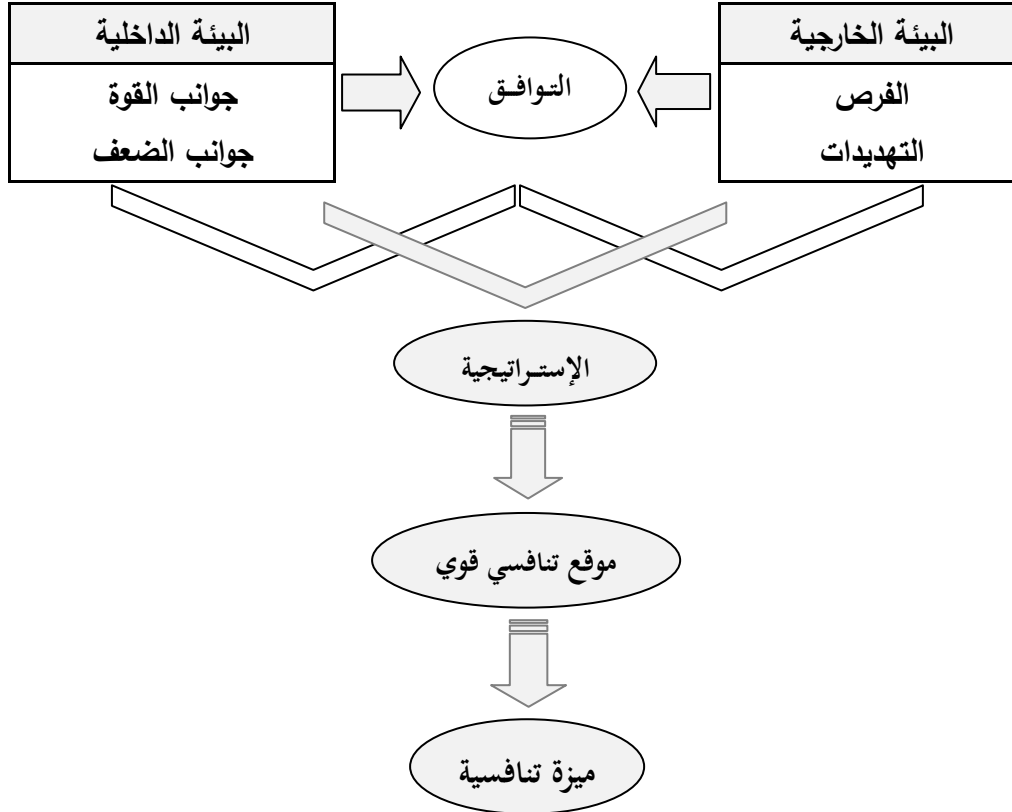 البيئة الخارجية
الفرص
التهديدات
التوافـق
البيئة الداخلية
جوانب القوة
جوانب الضعف
الإستـراتيجية
موقع تنافسي قوي
ميزة تنافسية